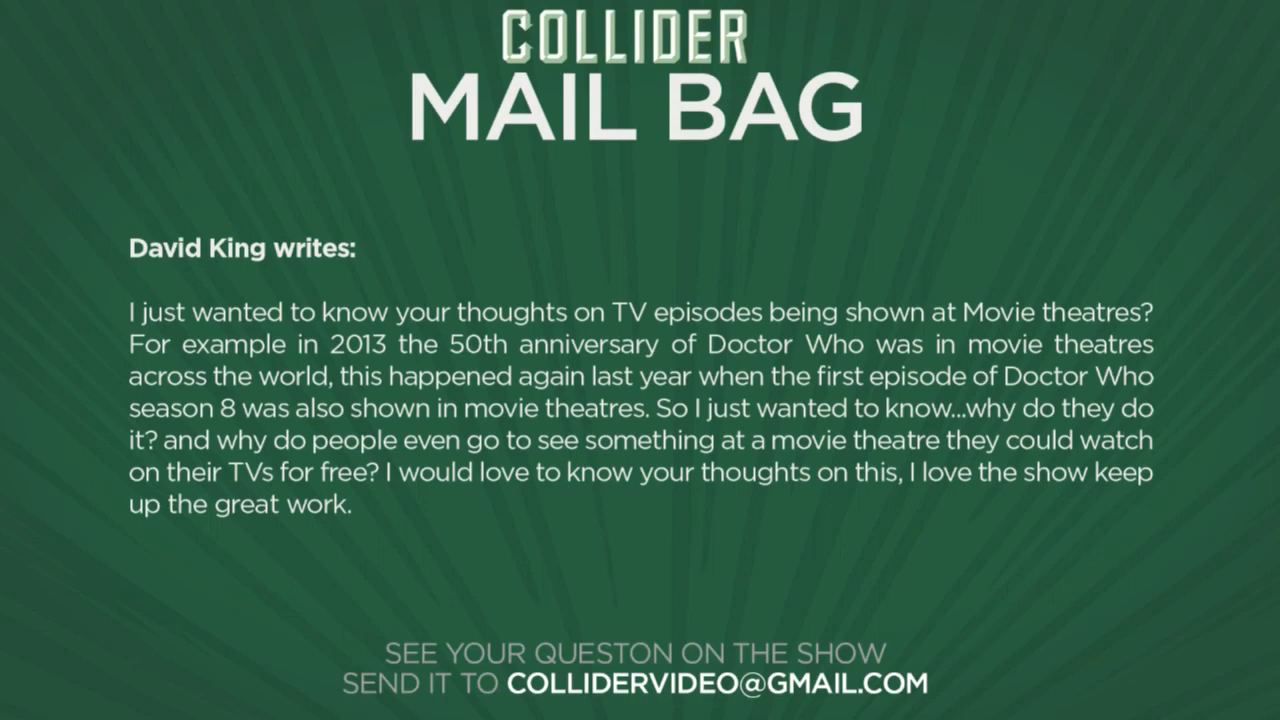 COLLIDER
MAIL BAG
David King writes:
I just wanted to know your thoughts on TV episodes being shown at Movie theatres?
For example in 2013 the 50th anniversary of Doctor Who was in movie theatres
across the world, this happened again last year when the first episode of Doctor Who
season 8 was also shown in movie theatres. So I just wanted to know...why do they do
it? and why do people even go to see something at a movie theatre they could watch
on their TVs for free? I would love to know your thoughts on this, I love the show keep
up the great work.
SEE YOUR QUESTON ON THE SHOW
SEND IT TO COLLIDERVIDEO@GMAIL.COM